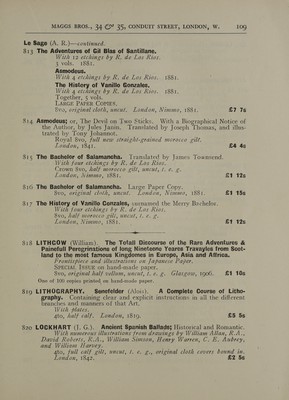 MAGGS BROS., 34 & 35, CONDUIT STREET, LONDON, W. 109
Le Sage (A. R.)—continued.
813 The Adventures of Gil Blas of Santillane.
With 12 etchings by R. de Los Rios.
3 vols. 1881.
Asmodeus.
With 4 etchings by R. de Los Rios. 1881.
The History of Vanillo Gonzales.
With 4 etchings by R. de Los Rios. 1881.
Together, 5 vols.
LARGE PAPER COPIES.
8vo, original cloth, uncut. London, Nimmo, 1881. £7 7s
814 Asmodeus; or, The Devil on Two Sticks. With a Biographical Notice of
the Author, by Jules Janin. Translated by Joseph Thomas, and illus-
trated by Tony Johannot.
Royal 8vo, full new straight-grained morocco gilt.
London, 1841. £4 4s
815 The Bachelor of Salamancha. Translated by James Townsend.
With four etchings by R. de Los Rios.
Crown 8vo, half morocco gilt, uncut, t. e. g.
London, Nimmo, 1881. £1 12s
816 The Bachelor of Salamancha. Large Paper Copy.
8vo, original cloth, uncut. London, Nimmo, 1881. £1 15s
817 The History of Vanillo Gonzales, surnamed the Merry Bachelor.
With four etchings by R. de Los Rios.
8vo, half morocco gilt, uncut, t. e. g.
London, Nimmo, 1881. £1 12s
818 LITHGOW (William). The Totall Discourse of the Rare Adventures &
Painefull Peregrinations of long Nineteene Yeares Travayles from Scot-
land to the most famous Kingdomes in Europe, Asia and Affrica.
Frontispiece and illustrations on Japanese Paper.
SPECIAL ISSUE on hand-made paper.
8vo, original half vellum, uncut, t. e. g. Glasgow, 1906. £1 10s
One of 100 copies printed on hand-made paper.
819 LITHOGRAPHY. Senefelder (Alois). A Complete Course of Litho-
graphy. Containing clear and explicit instructions in all the different
branches and manners of that Art.
With plates.
4to, half calf. London, 1819. £5 5s
820 LOCKHART (J. G.). Ancient Spanish Ballads; Historical and Romantic.
With numerous illustrations from drawings by William Allan, R.A.,
David Roberts, R.A., William Simson, Henry Warren, C. E. Aubrey,
and William Harvey.
4to, full calf gilt, uncut, t. e. g., original cloth covers bound in.
London, 1842. £2 5s